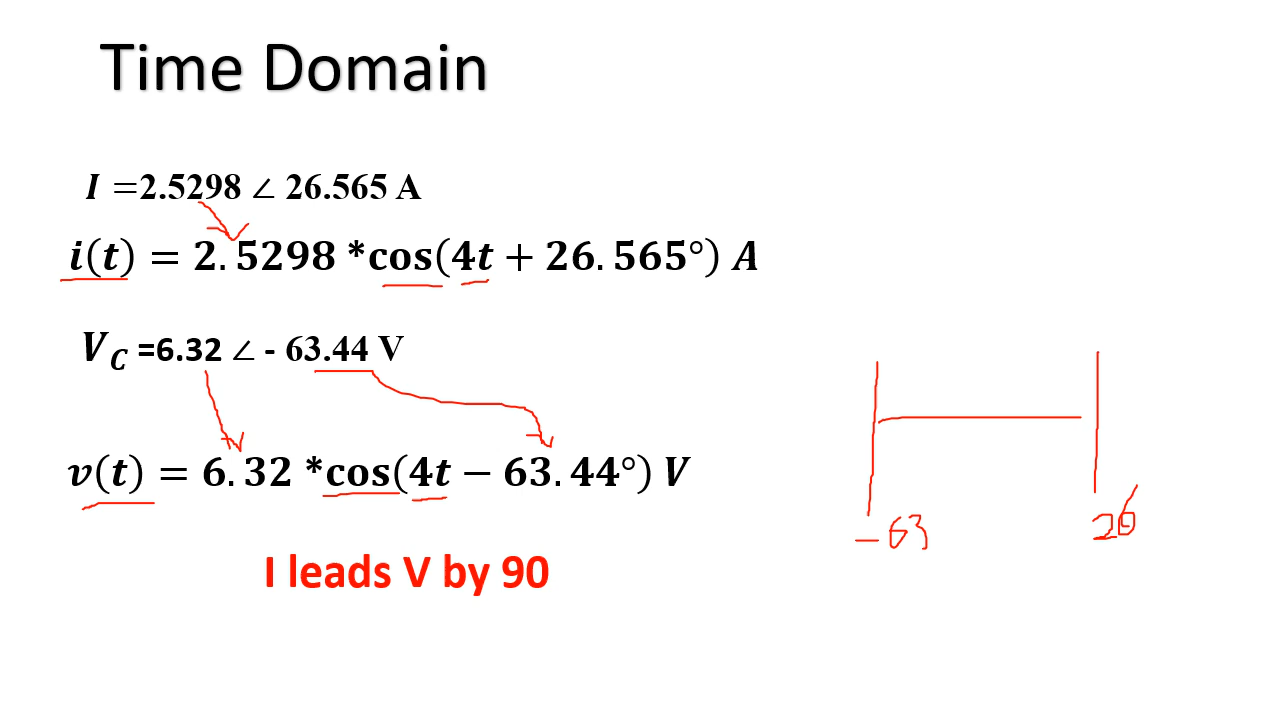 Time Domain
I =2.5298 ∠ 26.565 A
i(t) = 2.5298 *cos(4t + 26.565°) A
V_C =6.32 ∠ - 63.44 V
v(t) = 6.32 *cos(4t − 63.44°) V
− 63 26
I leads V by 90